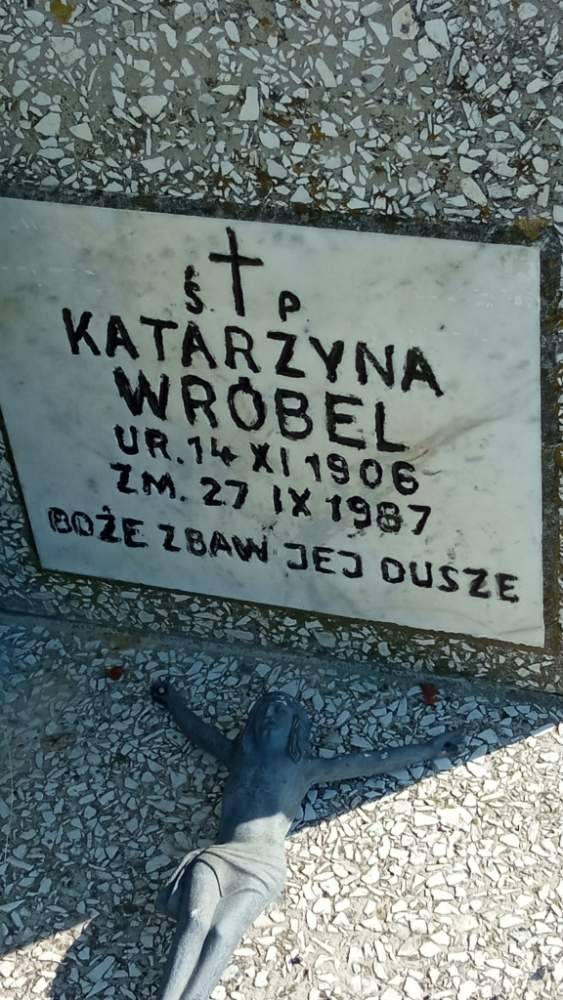 Ś. P
KATARZYNA
WRÓBEL
UR. 14 XI 1906
ZM. 27 IX 1987
BOŻE ZBAW JEJ DUSZE